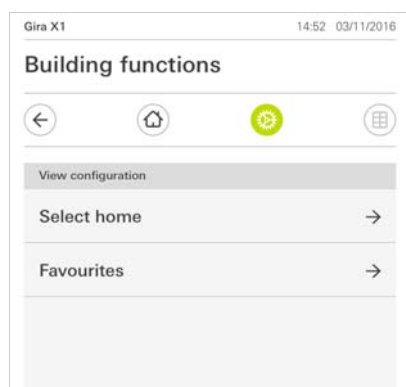 Gira X1 14:52 03/11/2016
Building functions
View configuration
Select home
Favourites